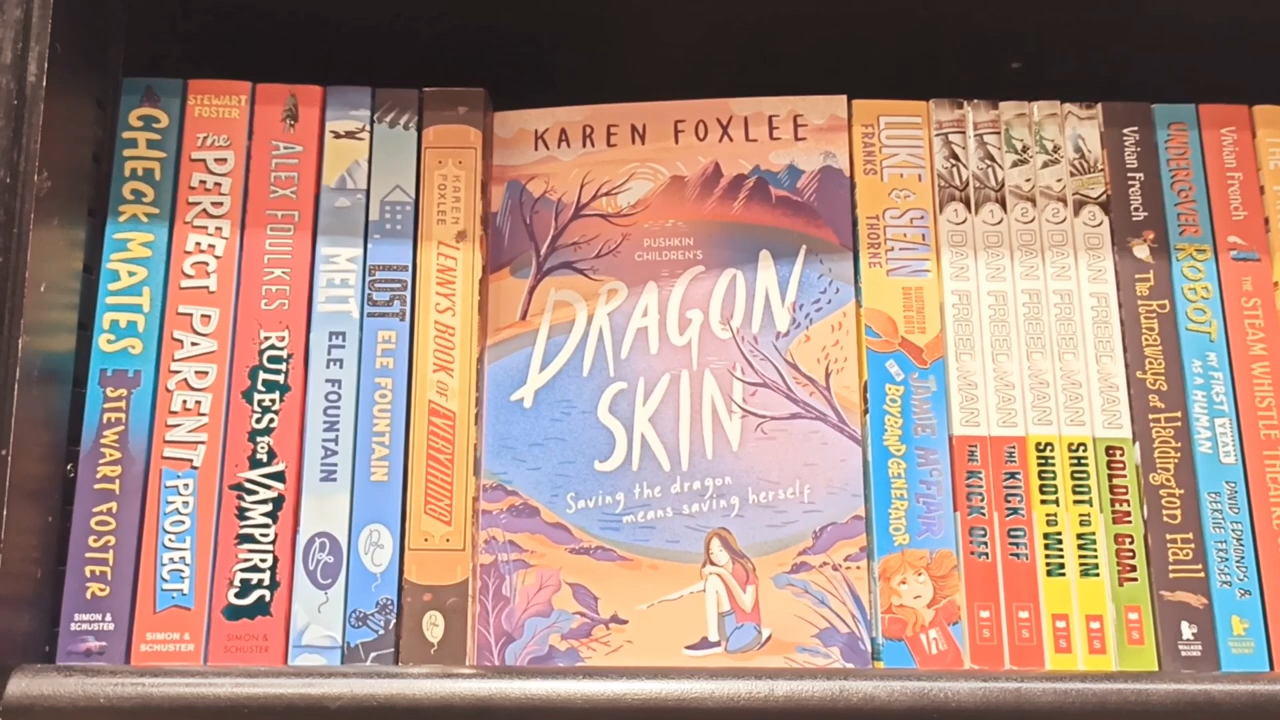 CHECK MATES STEWART FOSTER
SIMON & SCHUSTER
STEWART FOSTER
The PERFECT PARENT PROJECT
SIMON & SCHUSTER
ALEX FOULKES RULES for VAMPIRES
SIMON & SCHUSTER
MELT ELE FOUNTAIN
LOST ELE FOUNTAIN
KAREN FOXLEE LENNY'S BOOK OF EVERYTHING
KAREN FOXLEE
PUSHKIN
CHILDREN'S
DRAGON
SKIN
Saving the dragon
means saving herself
LUKE & SEAN
FRANKS THORNE
ILLUSTRATED BY
DAVIDE ORTU
JAMIE McFLAIR
BOYBAND GENERATOR
1 DAN FREEDMAN THE KICK OFF
1 DAN FREEDMAN THE KICK OFF
2 DAN FREEDMAN SHOOT TO WIN
2 DAN FREEDMAN SHOOT TO WIN
3 DAN FREEDMAN GOLDEN GOAL
Vivian French The Runaways of Haddington Hall
WALKER
BOOKS
UNDERCOVER ROBOT MY FIRST YEAR
AS A HUMAN
DAVID EDMONDS &
BERTIE FRASER
WALKER
BOOKS
Vivian French THE STEAM WHISTLE
THE